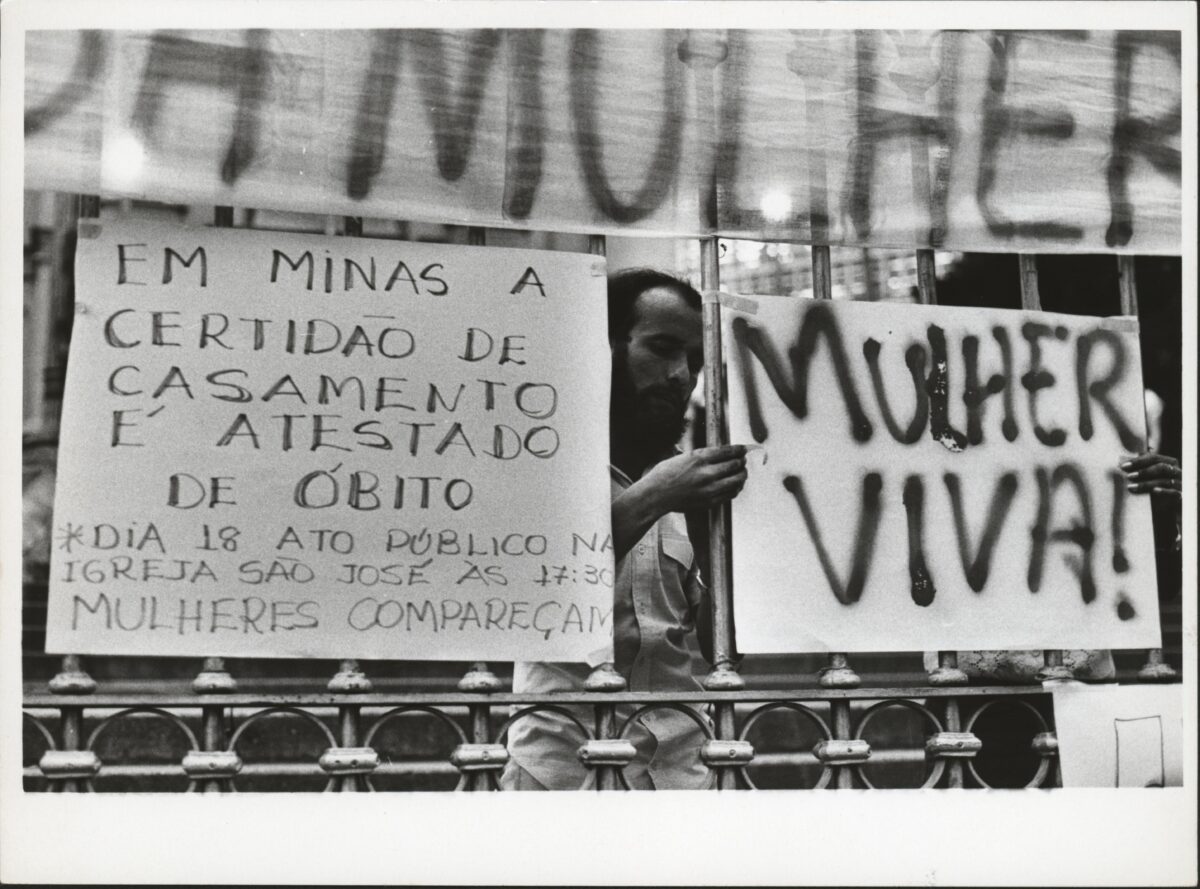 DA MULHER
EM MINAS A
CERTIDÃO DE
CASAMENTO
É ATESTADO
DE ÓBITO
*DIA 18 ATO PÚBLICO NA
IGREJA SÃO JOSÉ ÀS 17:30
MULHERES COMPAREÇAM
MULHER
VIVA!